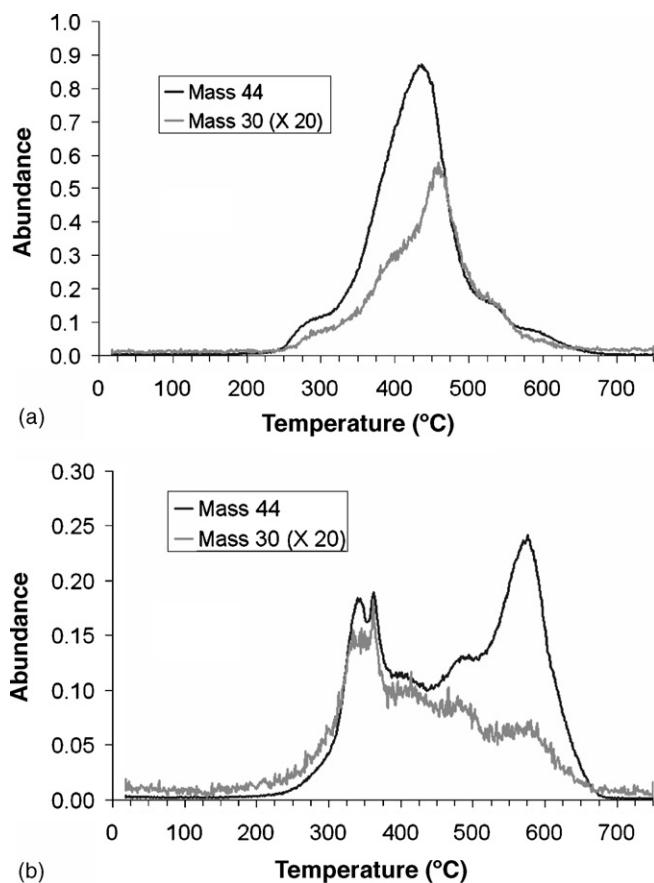 1.0
0.9
0.8
0.7
0.6
0.5
0.4
0.3
0.2
0.1
0.0
Abundance
Mass 44
Mass 30 (X 20)
0 100 200 300 400 500 600 700
Temperature (°C)
(a)
0.30
0.25
0.20
0.15
0.10
0.05
0.00
Abundance
Mass 44
Mass 30 (X 20)
0 100 200 300 400 500 600 700
Temperature (°C)
(b)